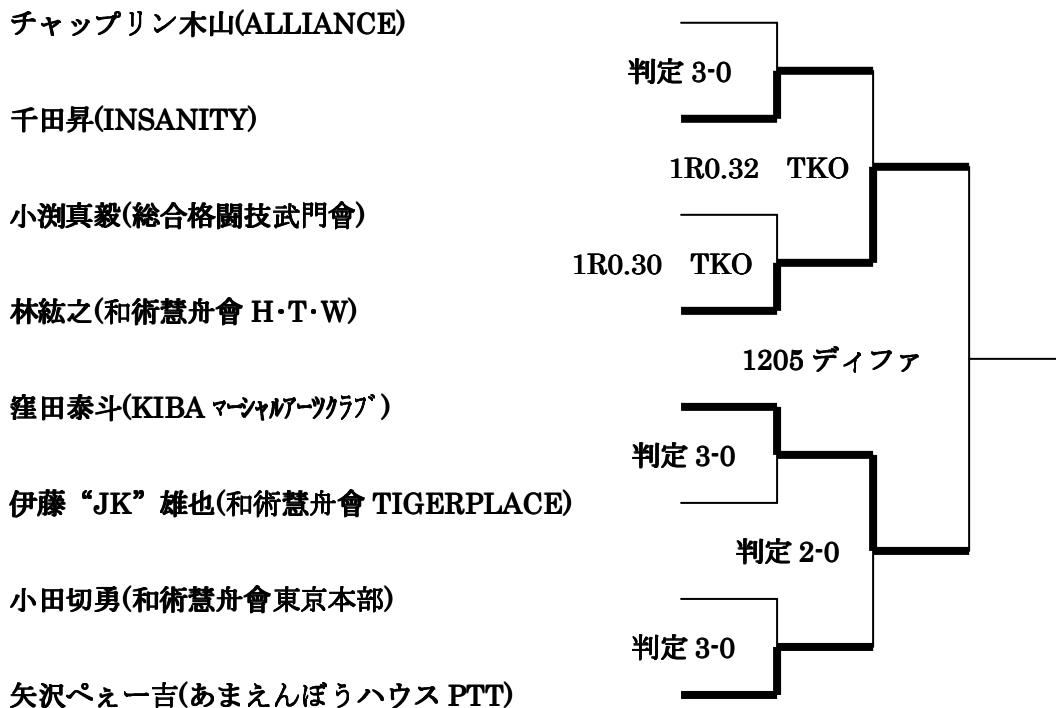 チャップリン木山(ALLIANCE)
判定 3-0
千田昇(INSANITY)
1R0.32 TKO
小渕真毅(総合格闘技武門會)
1R0.30 TKO
林紘之(和術慧舟會 H･T･W)
1205 ディファ
窪田泰斗(KIBA ﾏｰｼｬﾙｱｰﾂｸﾗﾌﾞ)
判定 3-0
伊藤“JK”雄也(和術慧舟會 TIGERPLACE)
判定 2-0
小田切勇(和術慧舟會東京本部)
判定 3-0
矢沢ぺぇー吉(あまえんぼうハウス PTT)